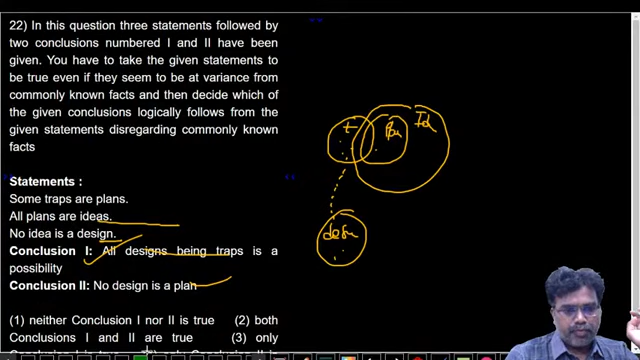 22) In this question three statements followed by
two conclusions numbered I and II have been
given. You have to take the given statements to
be true even if they seem to be at variance from
commonly known facts and then decide which of
the given conclusions logically follows from the
given statements disregarding commonly known
facts
Statements :
Some traps are plans.
All plans are ideas.
No idea is a design.
Conclusion I: All designs being traps is a
possibility
Conclusion II: No design is a plan
(1) neither Conclusion I nor II is true (2) both
Conclusions I and II are true (3) only
t
Id